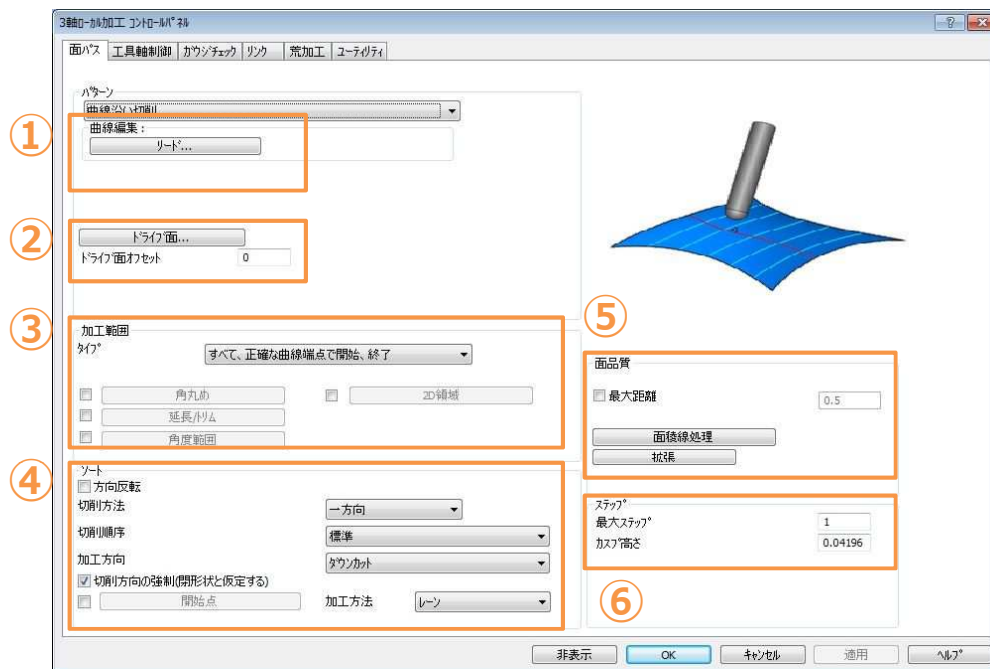 3軸ﾛｰｶﾙ加工 ｺﾝﾄﾛｰﾙﾊﾟﾈﾙ
面ﾊﾟｽ 工具軸制御 ｶﾞｳｼﾞﾁｪｯｸ ﾘﾝｸ 荒加工 ﾕｰﾃｨﾘﾃｨ
ﾊﾟﾀｰﾝ
曲線沿い切削
①
曲線編集：
ﾘｰﾄﾞ...
②
ﾄﾞﾗｲﾌﾞ面...
ﾄﾞﾗｲﾌﾞ面ｵﾌｾｯﾄ 0
③
加工範囲
ﾀｲﾌﾟ すべて、正確な曲線端点で開始、終了
角丸め 2D領域
延長/ﾄﾘﾑ
角度範囲
④
ｿｰﾄ
方向反転
切削方法 一方向
切削順序 標準
加工方向 ﾀﾞｳﾝｶｯﾄ
切削方向の強制(閉形状と仮定する)
開始点 加工方法 ﾚｰﾝ
⑤
面品質
最大距離 0.5
面稜線処理
拡張
ｽﾃｯﾌﾟ
最大ｽﾃｯﾌﾟ 1
ｶｽﾌﾟ高さ 0.04196
⑥
非表示 OK ｷｬﾝｾﾙ 適用 ﾍﾙﾌﾟ